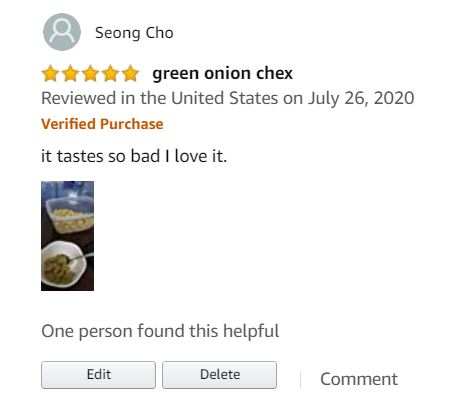 Seong Cho
green onion chex
Reviewed in the United States on July 26, 2020
Verified Purchase
it tastes so bad I love it.
One person found this helpful
Edit Delete Comment